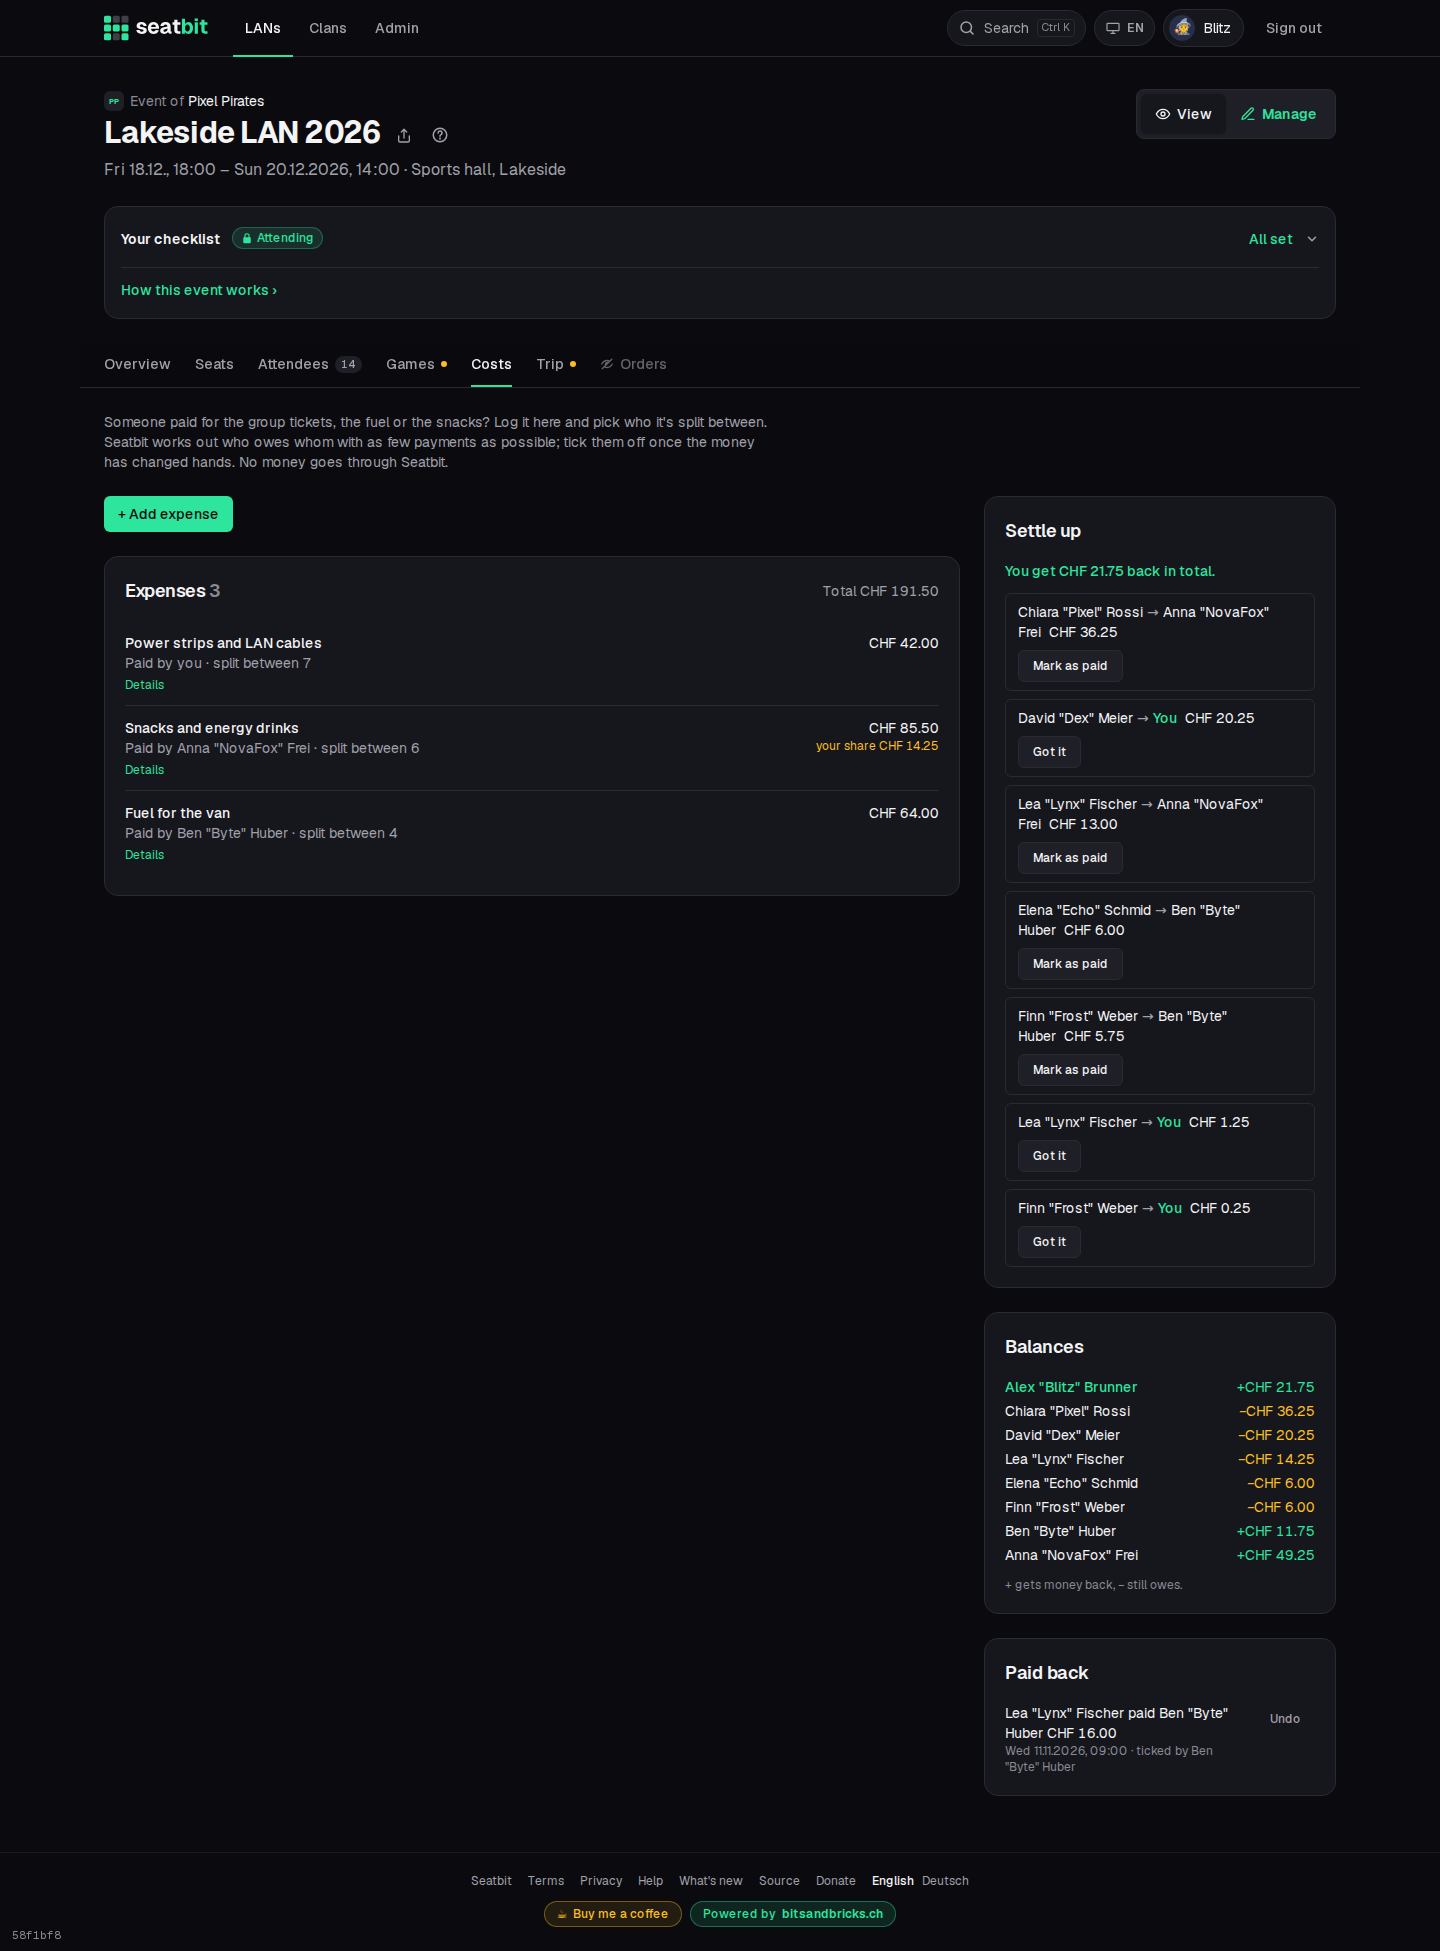 seatbit
LANs
Clans
Admin
Search Ctrl K
EN
Blitz
Sign out
PP Event of Pixel Pirates
Lakeside LAN 2026
View
Manage
Fri 18.12., 18:00 – Sun 20.12.2026, 14:00 · Sports hall, Lakeside
Your checklist Attending
All set
How this event works ›
Overview
Seats
Attendees 14
Games
Costs
Trip
Orders
Someone paid for the group tickets, the fuel or the snacks? Log it here and pick who it's split between.
Seatbit works out who owes whom with as few payments as possible; tick them off once the money
has changed hands. No money goes through Seatbit.
+ Add expense
Expenses 3
Total CHF 191.50
Power strips and LAN cables
CHF 42.00
Paid by you · split between 7
Details
Snacks and energy drinks
CHF 85.50
Paid by Anna "NovaFox" Frei · split between 6
your share CHF 14.25
Details
Fuel for the van
CHF 64.00
Paid by Ben "Byte" Huber · split between 4
Details
Settle up
You get CHF 21.75 back in total.
Chiara "Pixel" Rossi → Anna "NovaFox"
Frei CHF 36.25
Mark as paid
David "Dex" Meier → You CHF 20.25
Got it
Lea "Lynx" Fischer → Anna "NovaFox"
Frei CHF 13.00
Mark as paid
Elena "Echo" Schmid → Ben "Byte"
Huber CHF 6.00
Mark as paid
Finn "Frost" Weber → Ben "Byte"
Huber CHF 5.75
Mark as paid
Lea "Lynx" Fischer → You CHF 1.25
Got it
Finn "Frost" Weber → You CHF 0.25
Got it
Balances
Alex "Blitz" Brunner +CHF 21.75
Chiara "Pixel" Rossi −CHF 36.25
David "Dex" Meier −CHF 20.25
Lea "Lynx" Fischer −CHF 14.25
Elena "Echo" Schmid −CHF 6.00
Finn "Frost" Weber −CHF 6.00
Ben "Byte" Huber +CHF 11.75
Anna "NovaFox" Frei +CHF 49.25
+ gets money back, − still owes.
Paid back
Lea "Lynx" Fischer paid Ben "Byte"
Huber CHF 16.00
Undo
Wed 11.11.2026, 09:00 · ticked by Ben
"Byte" Huber
Seatbit
Terms
Privacy
Help
What's new
Source
Donate
English
Deutsch
Buy me a coffee
Powered by bitsandbricks.ch
58f1bf8